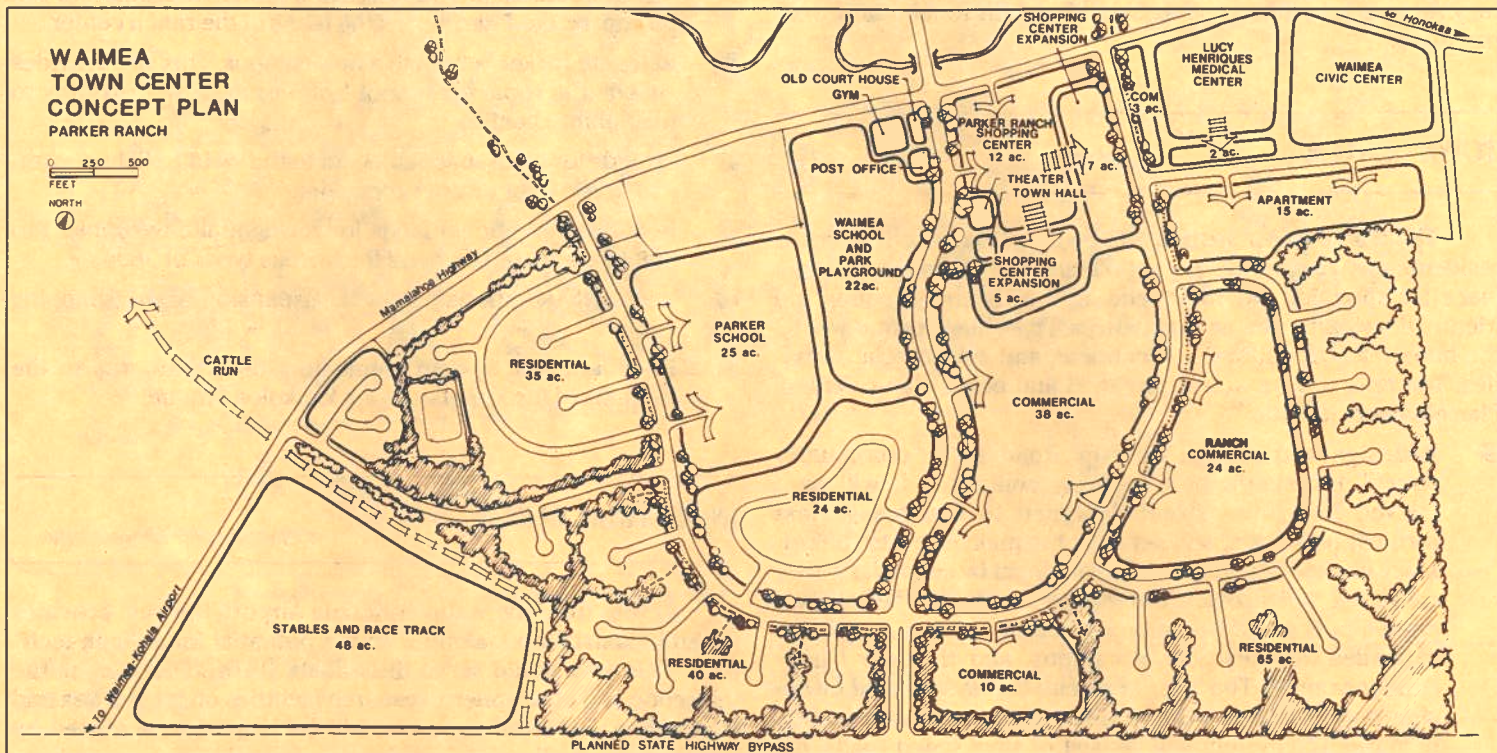 WAIMEA
TOWN CENTER
CONCEPT PLAN
PARKER RANCH
0 250 500
FEET
NORTH
SHOPPING
CENTER
EXPANSION
to Honokaa
OLD COURT HOUSE
GYM
POST OFFICE
PARKER RANCH
SHOPPING
CENTER
12 ac.
7 ac.
COM.
3 ac.
LUCY
HENRIQUES
MEDICAL
CENTER
2 ac.
WAIMEA
CIVIC CENTER
THEATER
TOWN HALL
APARTMENT
15 ac.
Mamalahoa Highway
WAIMEA
SCHOOL
AND
PARK
PLAYGROUND
22ac.
SHOPPING
CENTER
EXPANSION
5 ac.
CATTLE
RUN
RESIDENTIAL
35 ac.
PARKER
SCHOOL
25 ac.
COMMERCIAL
38 ac.
RANCH
COMMERCIAL
24 ac.
RESIDENTIAL
24 ac.
To Waimea-Kohala Airport
STABLES AND RACE TRACK
48 ac.
RESIDENTIAL
40 ac.
COMMERCIAL
10 ac.
RESIDENTIAL
65 ac.
PLANNED STATE HIGHWAY BYPASS